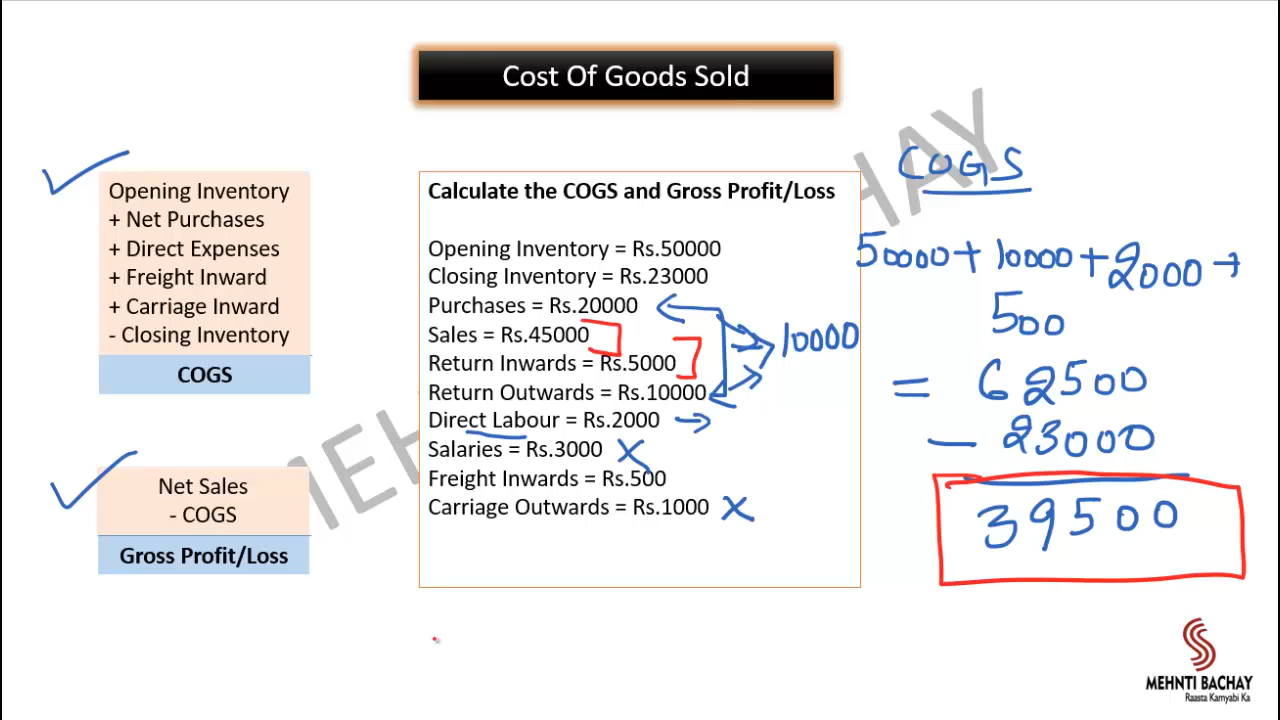 Cost Of Goods Sold
Opening Inventory
+ Net Purchases
+ Direct Expenses
+ Freight Inward
+ Carriage Inward
- Closing Inventory
COGS
Net Sales
- COGS
Gross Profit/Loss
Calculate the COGS and Gross Profit/Loss
Opening Inventory = Rs.50000
Closing Inventory = Rs.23000
Purchases = Rs.20000
Sales = Rs.45000
Return Inwards = Rs.5000
Return Outwards = Rs.10000
Direct Labour = Rs.2000
Salaries = Rs.3000
Freight Inwards = Rs.500
Carriage Outwards = Rs.1000
10000
COGS
50000 + 10000 + 2000 +
500
= 62500
- 23000
39500
MEHNTI BACHAY
Raasta Kamyabi Ka